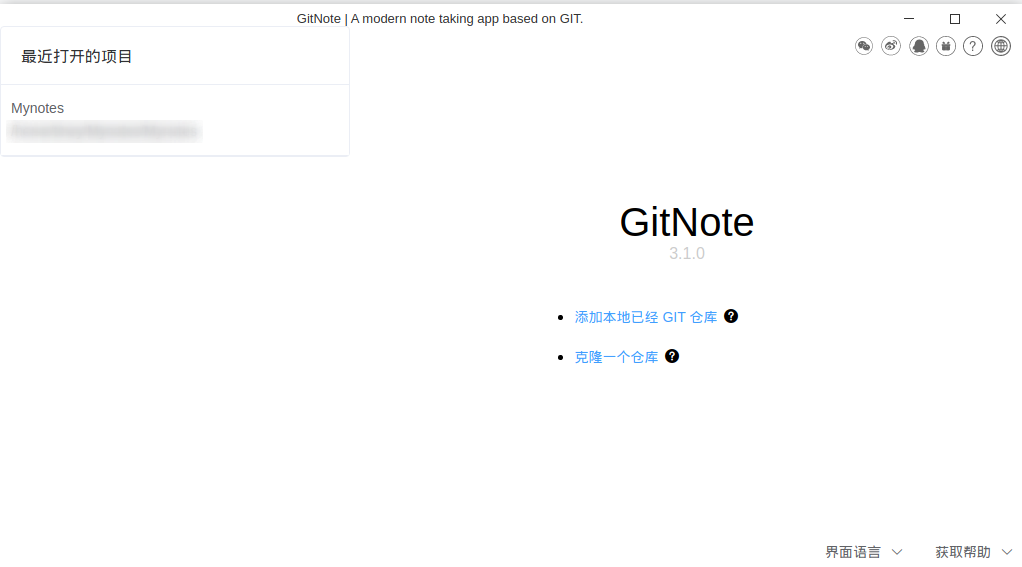 GitNote | A modern note taking app based on GIT.
最近打开的项目
Mynotes
GitNote
3.1.0
添加本地已经 GIT 仓库
克隆一个仓库
界面语言
获取帮助